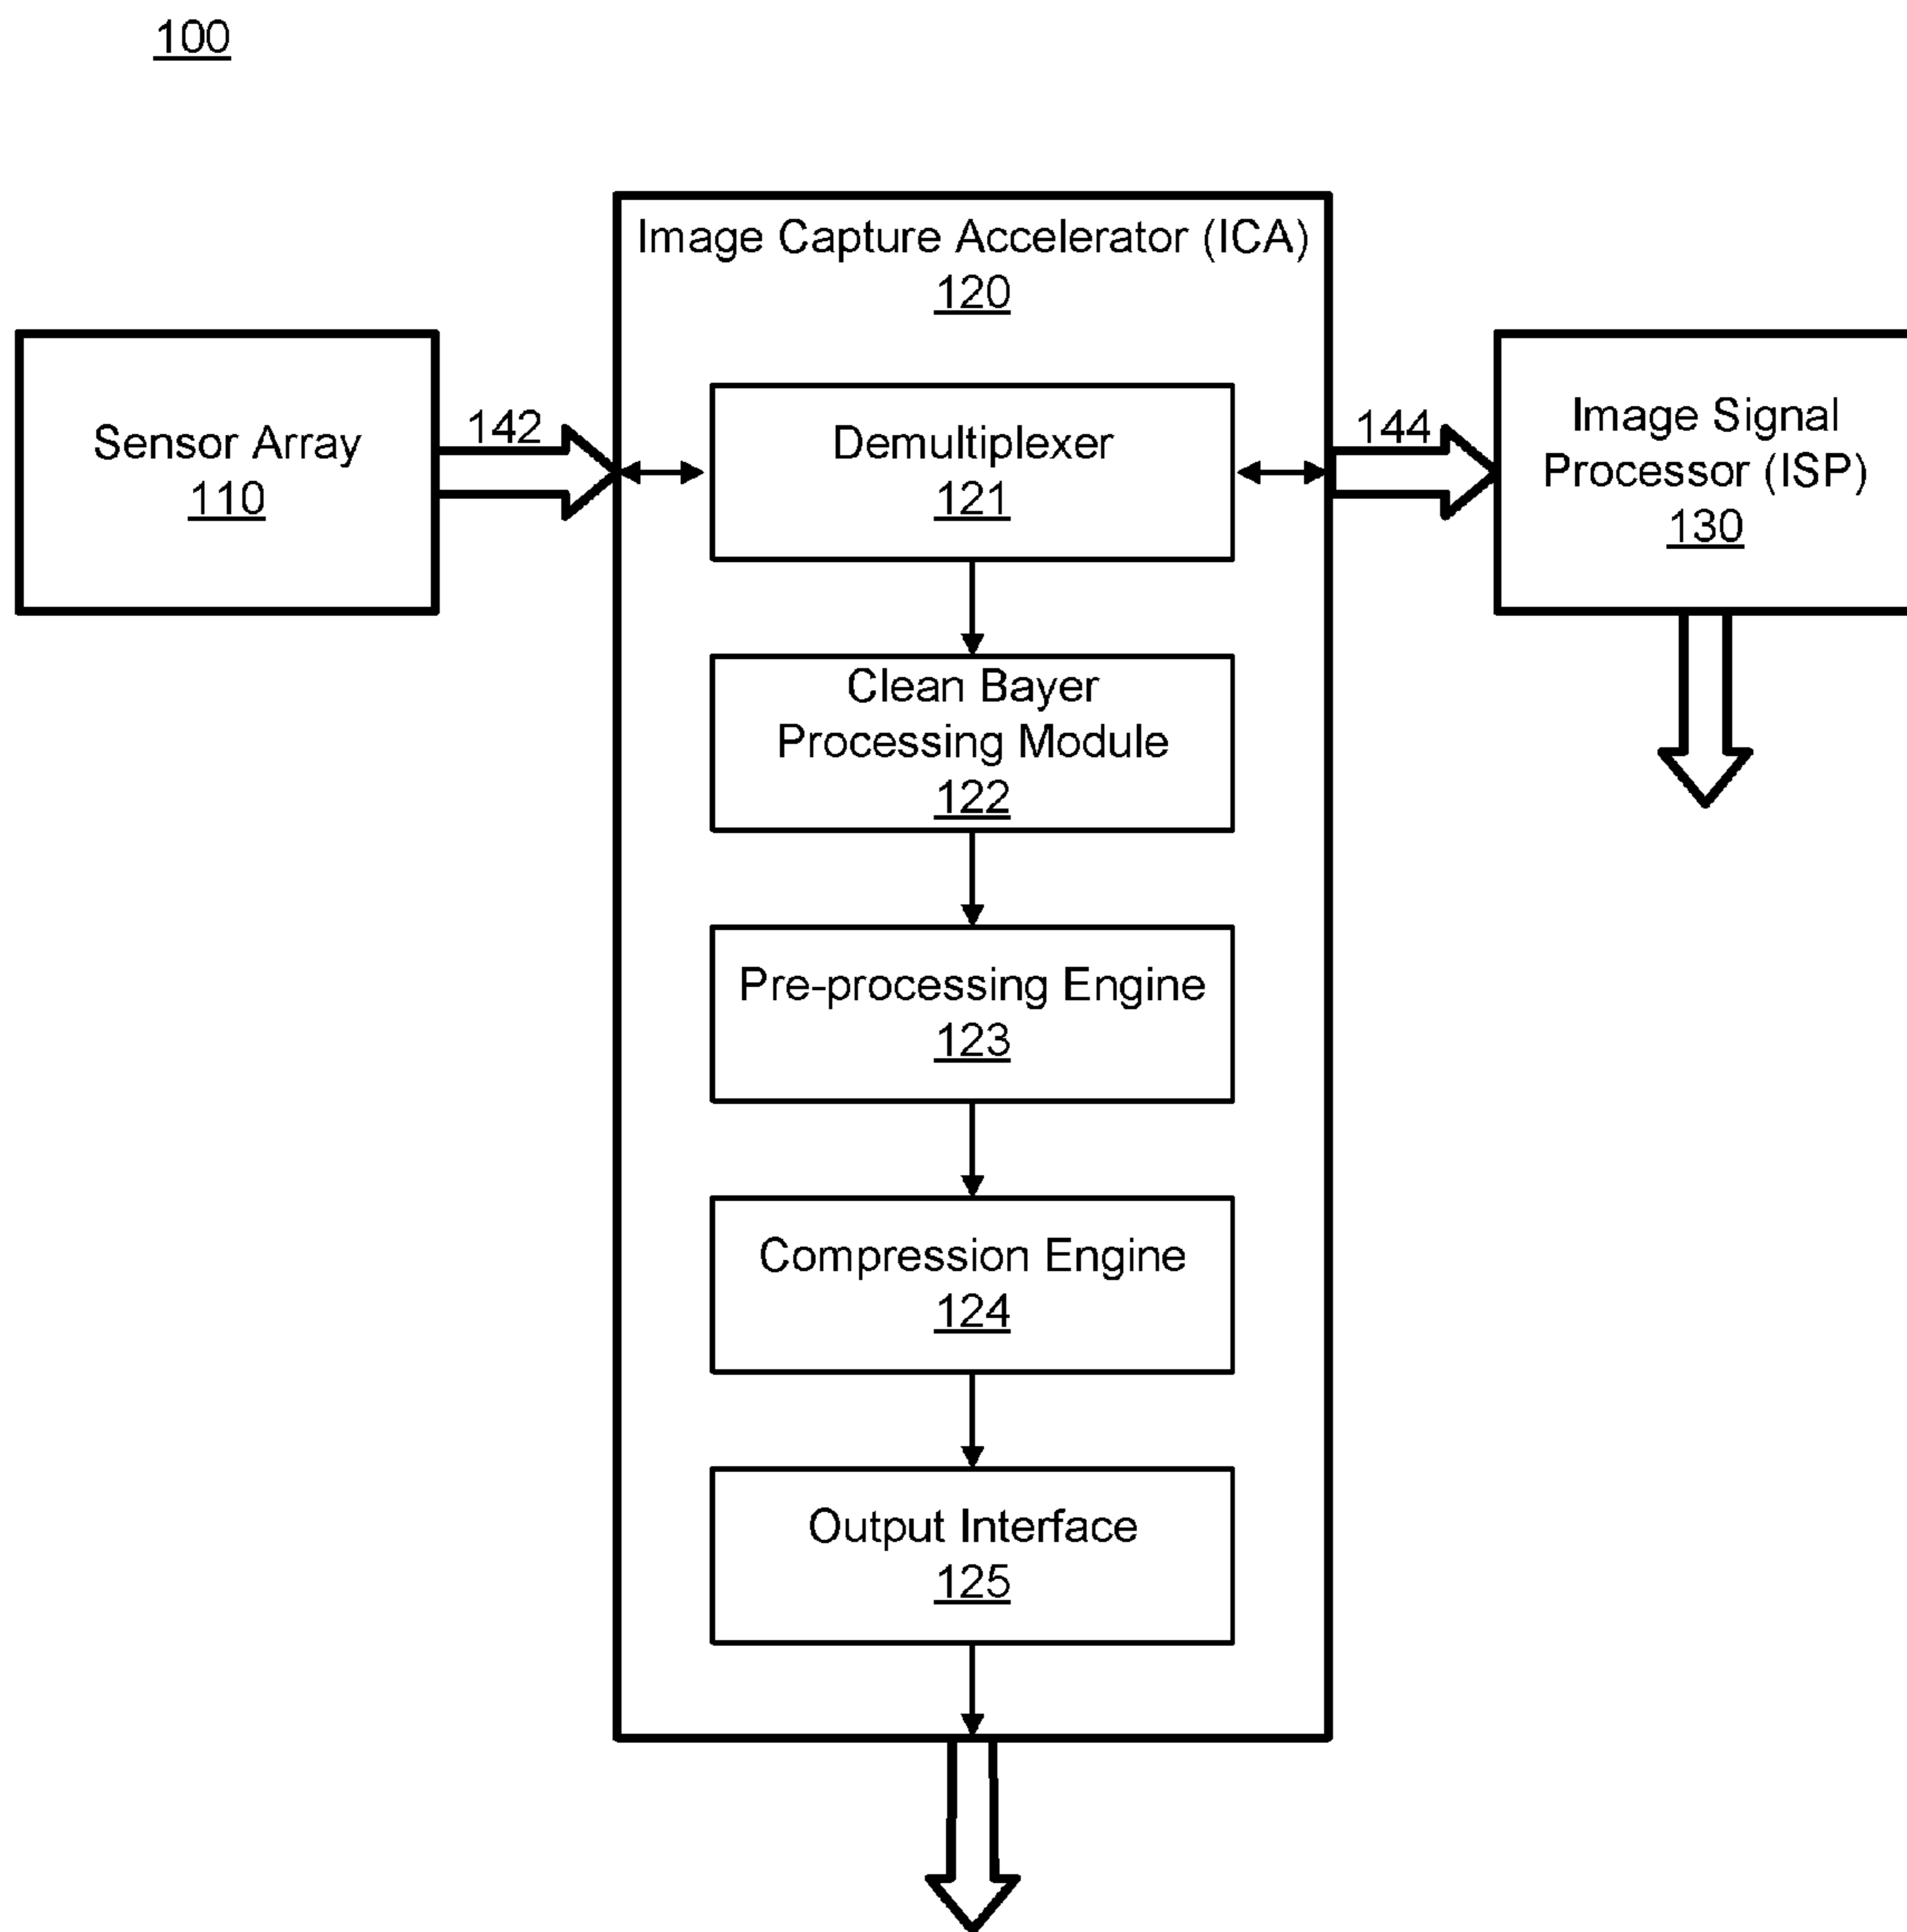 100
Image Capture Accelerator (ICA)
120
Sensor Array
110
142
Demultiplexer
121
144
Image Signal
Processor (ISP)
130
Clean Bayer
Processing Module
122
Pre-processing Engine
123
Compression Engine
124
Output Interface
125